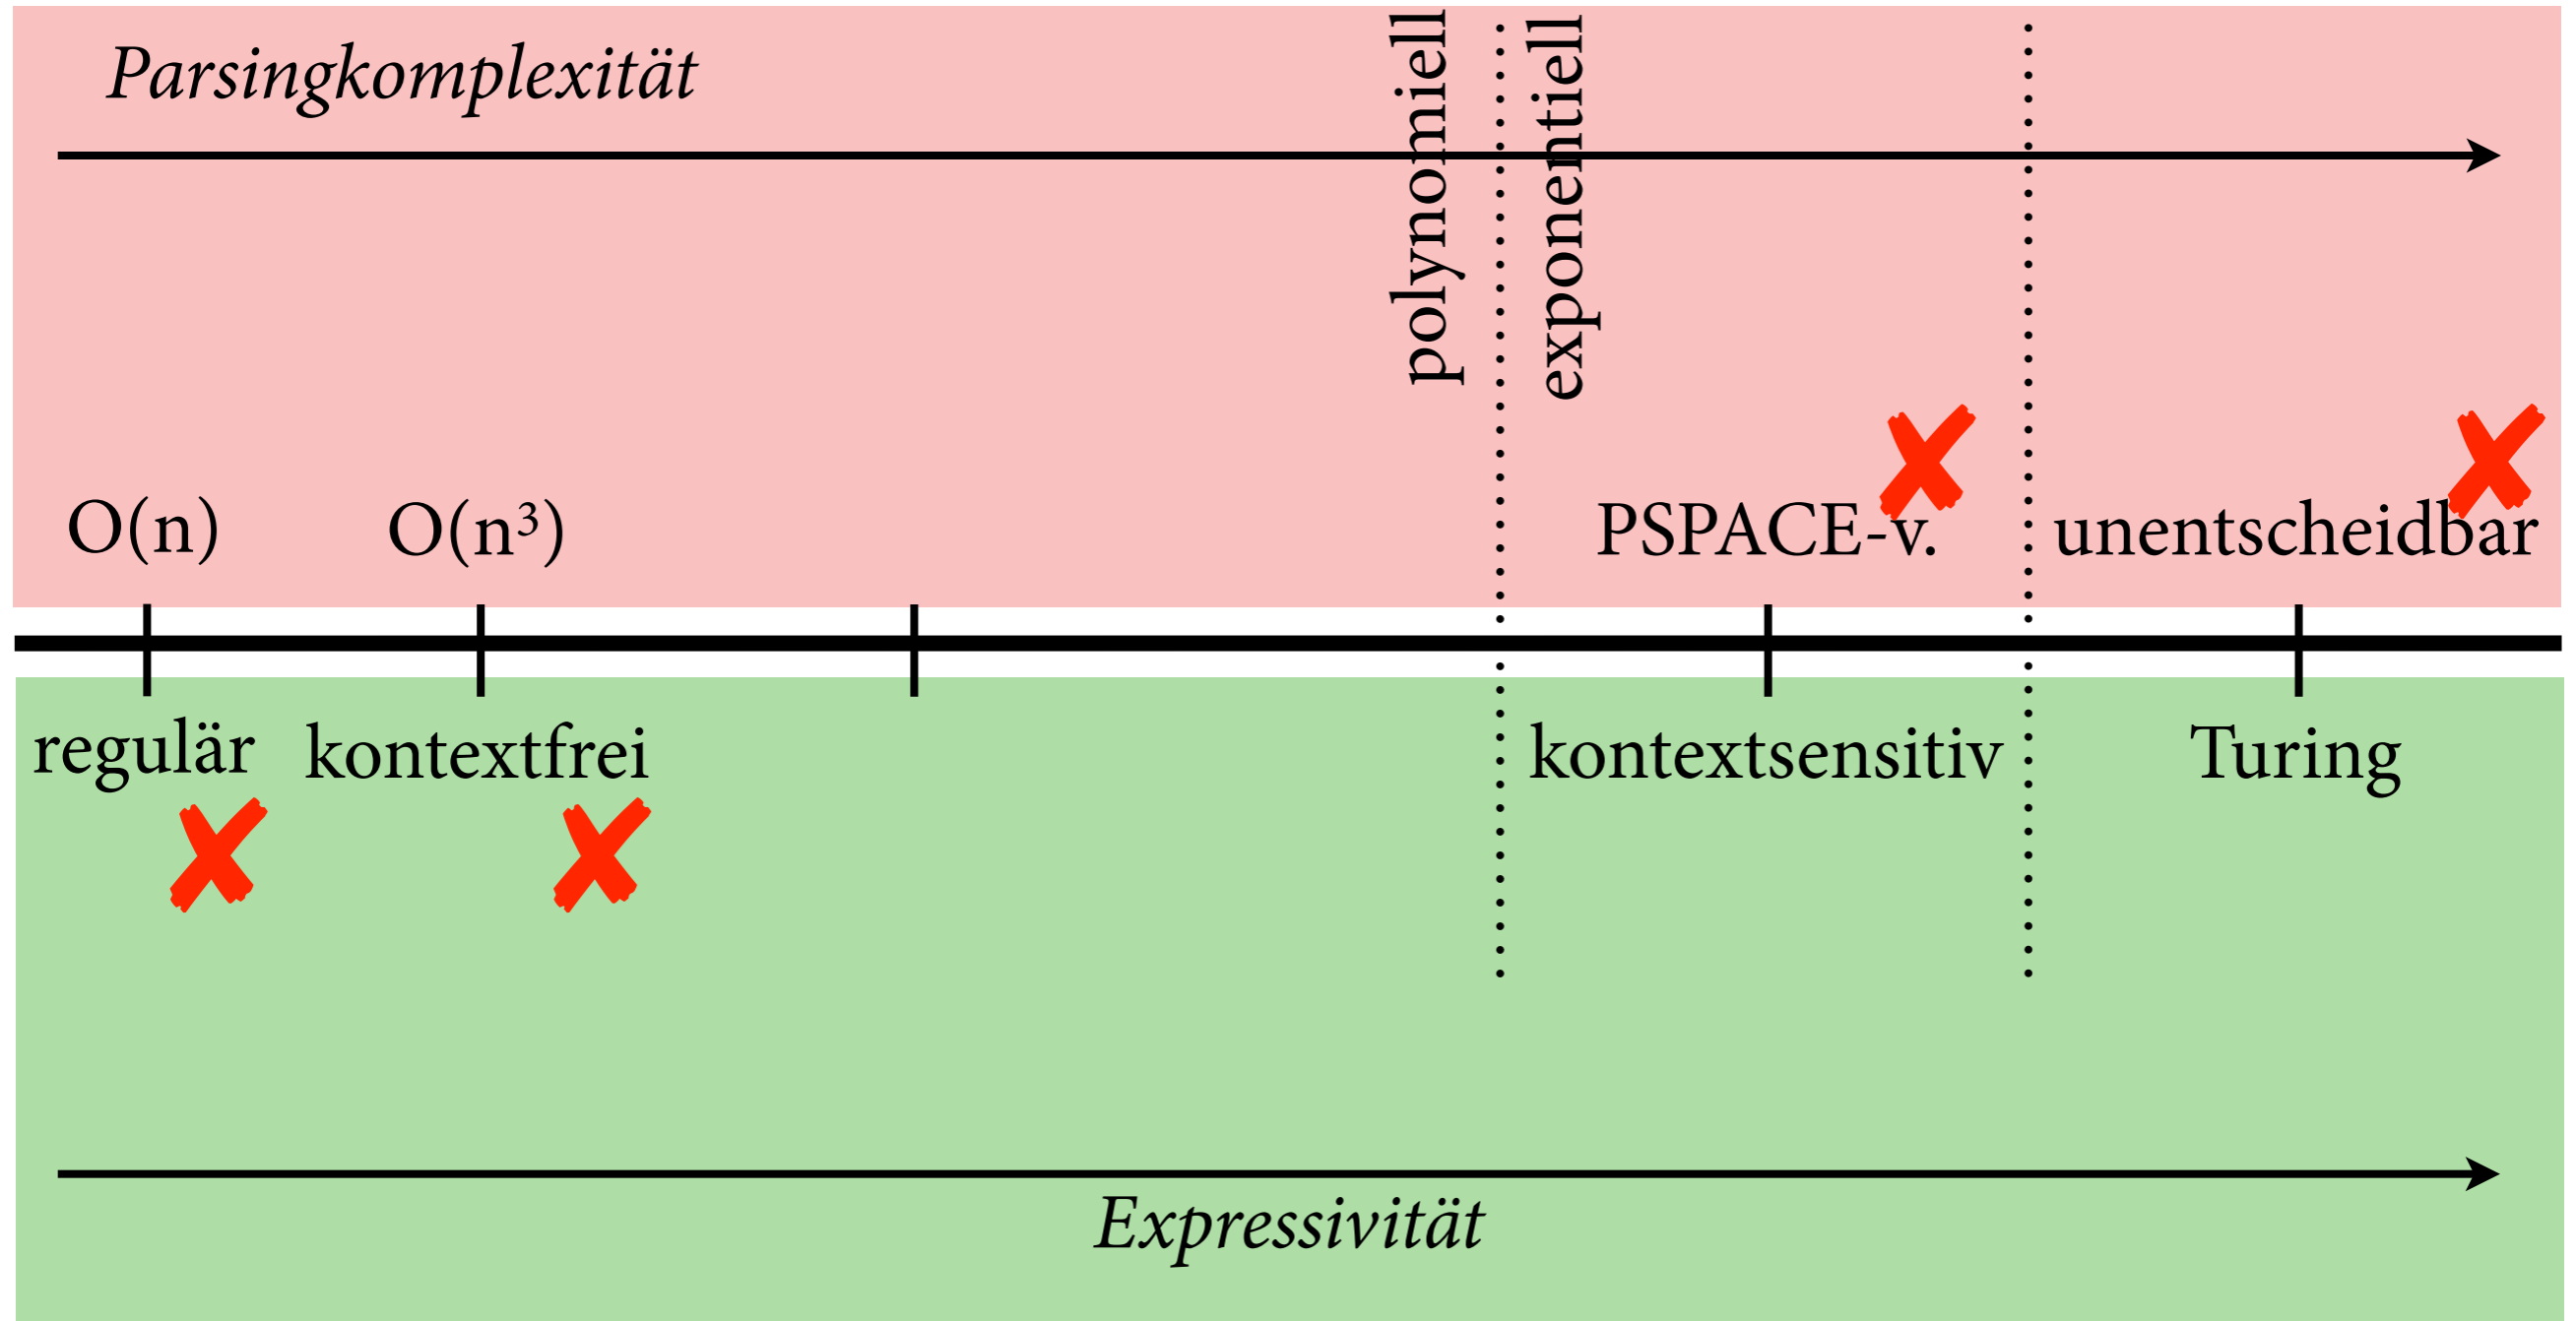 Parsingkomplexität
polynomiell
exponentiell
O(n)
O(n³)
PSPACE-v.
unentscheidbar
regulär
kontextfrei
kontextsensitiv
Turing
Expressivität